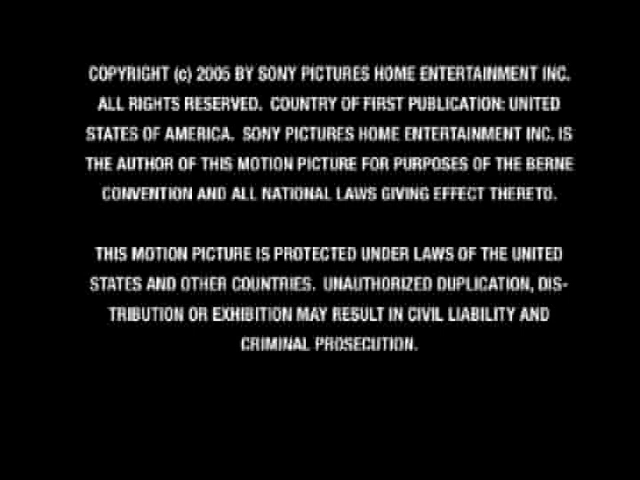 COPYRIGHT (c) 2005 BY SONY PICTURES HOME ENTERTAINMENT INC.
ALL RIGHTS RESERVED. COUNTRY OF FIRST PUBLICATION: UNITED
STATES OF AMERICA. SONY PICTURES HOME ENTERTAINMENT INC. IS
THE AUTHOR OF THIS MOTION PICTURE FOR PURPOSES OF THE BERNE
CONVENTION AND ALL NATIONAL LAWS GIVING EFFECT THERETO.
THIS MOTION PICTURE IS PROTECTED UNDER LAWS OF THE UNITED
STATES AND OTHER COUNTRIES. UNAUTHORIZED DUPLICATION, DIS-
TRIBUTION OR EXHIBITION MAY RESULT IN CIVIL LIABILITY AND
CRIMINAL PROSECUTION.